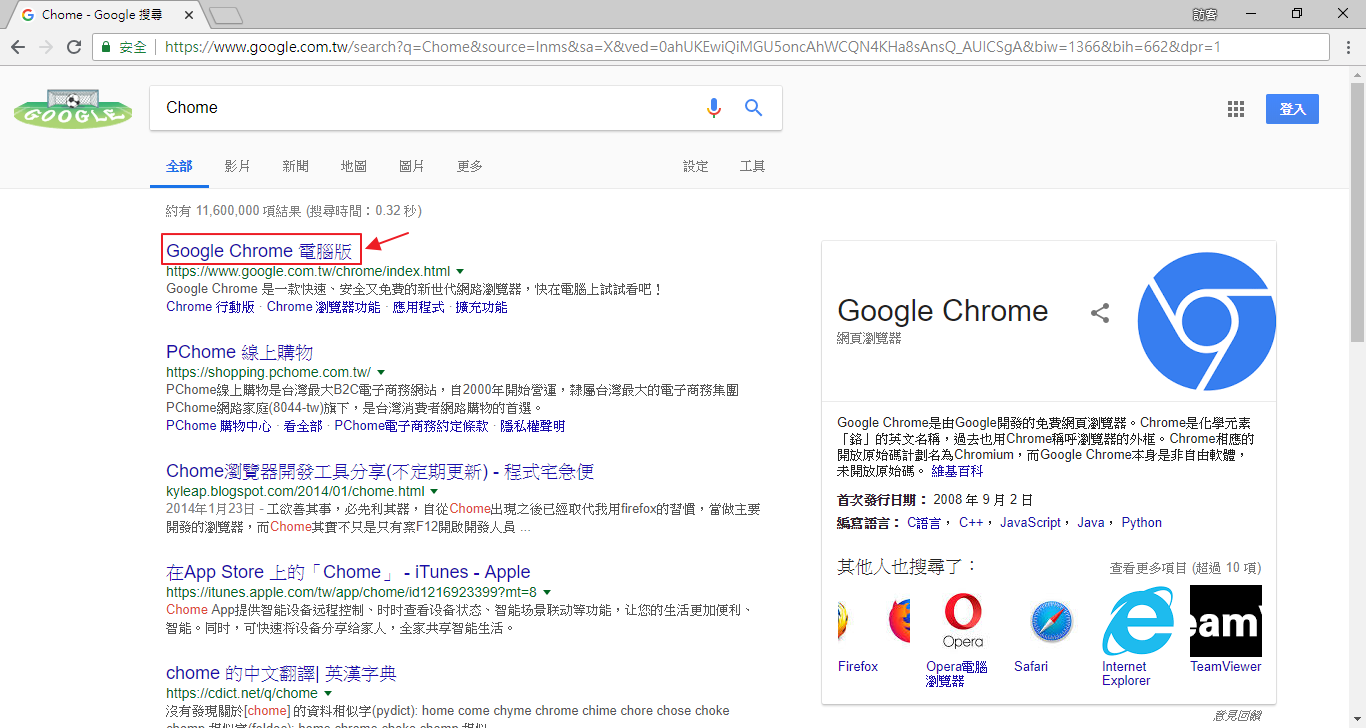 Chome - Google 搜尋
訪客
安全 https://www.google.com.tw/search?q=Chome&source=lnms&sa=X&ved=0ahUKEwiQiMGU5oncAhWCQN4KHa8sAnsQ_AUICSgA&biw=1366&bih=662&dpr=1
GOOGLE
Chome
登入
全部 影片 新聞 地圖 圖片 更多 設定 工具
約有 11,600,000 項結果 (搜尋時間：0.32 秒)
Google Chrome 電腦版
https://www.google.com.tw/chrome/index.html
Google Chrome 是一款快速、安全又免費的新世代網路瀏覽器，快在電腦上試試看吧！
Chrome 行動版 · Chrome 瀏覽器功能 · 應用程式 · 擴充功能
PChome 線上購物
https://shopping.pchome.com.tw/
PChome線上購物是台灣最大B2C電子商務網站，自2000年開始營運，隸屬台灣最大的電子商務集團
PChome網路家庭(8044-tw)旗下，是台灣消費者網路購物的首選。
PChome 購物中心 · 看全部 · PChome電子商務約定條款 · 隱私權聲明
Chome瀏覽器開發工具分享(不定期更新) - 程式宅急便
kyleap.blogspot.com/2014/01/chome.html
2014年1月23日 - 工欲善其事，必先利其器，自從Chome出現之後已經取代我用firefox的習慣，當做主要
開發的瀏覽器，而Chome其實不只是只有案F12開啟開發人員 ...
在App Store 上的「Chome」 - iTunes - Apple
https://itunes.apple.com/tw/app/chome/id1216923399?mt=8
Chome App提供智能设备远程控制、时时查看设备状态、智能场景联动等功能，让您的生活更加便利、
智能。同时，可快速将设备分享给家人，全家共享智能生活。
chome 的中文翻譯| 英漢字典
https://cdict.net/q/chome
沒有發現關於[chome] 的資料相似字(pydict): home come chyme chrome chime chore chose choke
Google Chrome
網頁瀏覽器
Google Chrome是由Google開發的免費網頁瀏覽器。Chrome是化學元素
「鉻」的英文名稱，過去也用Chrome稱呼瀏覽器的外框。Chrome相應的
開放原始碼計劃名為Chromium，而Google Chrome本身是非自由軟體，
未開放原始碼。 維基百科
首次發行日期： 2008 年 9 月 2 日
編寫語言： C語言， C++， JavaScript， Java， Python
其他人也搜尋了： 查看更多項目 (超過 10 項)
Opera
eam
Firefox Opera電腦瀏覽器 Safari Internet Explorer TeamViewer
意見回饋